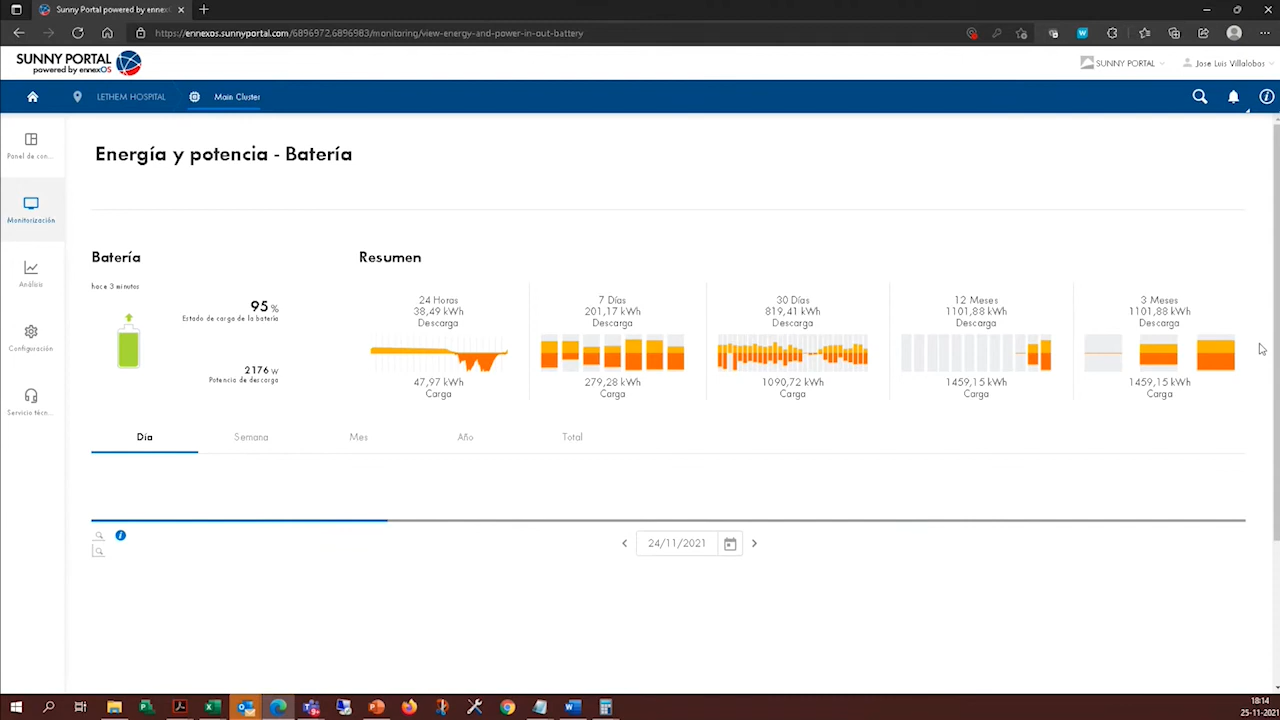 Sunny Portal powered by ennex
https://ennexos.sunnyportal.com/6896972,6896983/monitoring/view-energy-and-power-in-out-battery
SUNNY PORTAL
powered by ennexOS
SUNNY PORTAL
Jose Luis Villalobos
LETHEM HOSPITAL
Main Cluster
Panel de con...
Monitorización
Análisis
Configuración
Servicio técn...
Energía y potencia - Batería
Batería
hace 3 minutos
95 %
Estado de carga de la batería
2176 W
Potencia de descarga
Resumen
24 Horas
38,49 kWh
Descarga
47,97 kWh
Carga
7 Días
201,17 kWh
Descarga
279,28 kWh
Carga
30 Días
819,41 kWh
Descarga
1090,72 kWh
Carga
12 Meses
1101,88 kWh
Descarga
1459,15 kWh
Carga
3 Meses
1101,88 kWh
Descarga
1459,15 kWh
Carga
Día
Semana
Mes
Año
Total
24/11/2021
18:14
25-11-2021